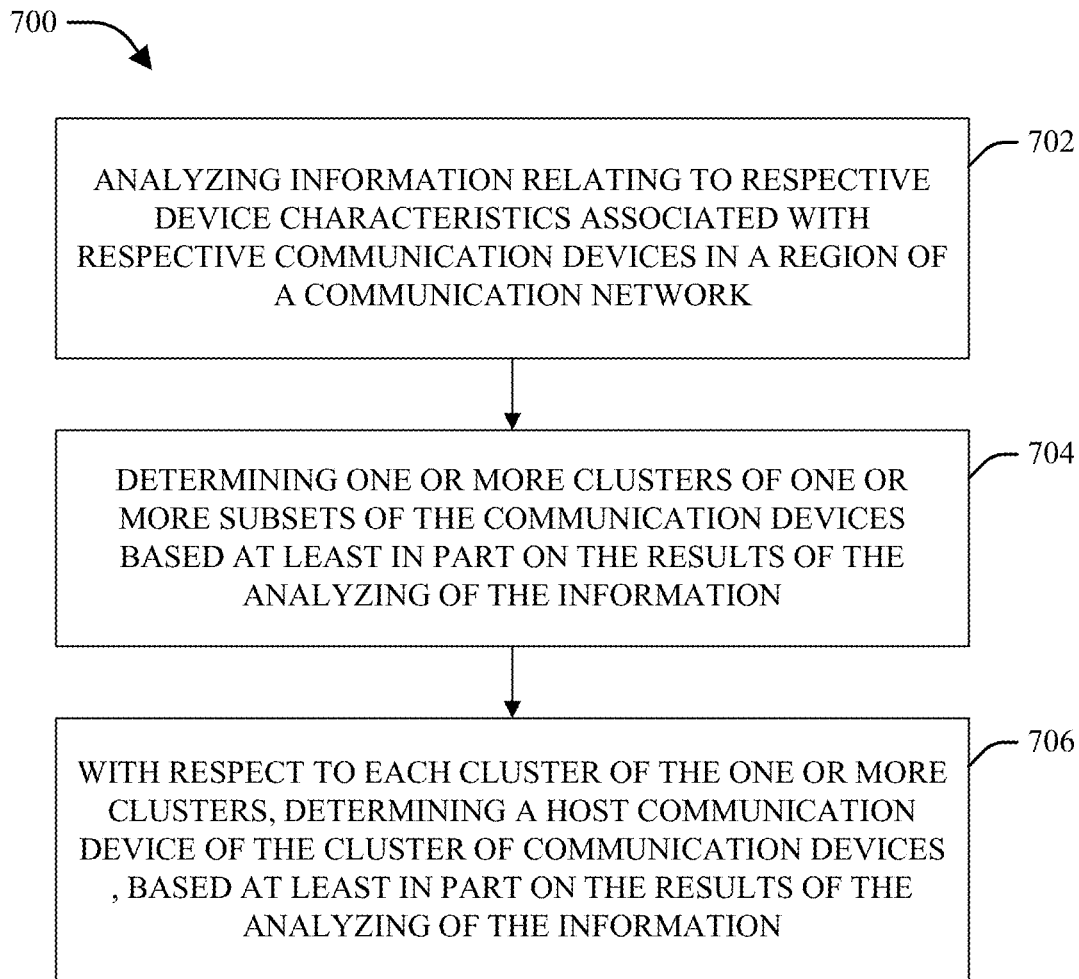 700
702
ANALYZING INFORMATION RELATING TO RESPECTIVE
DEVICE CHARACTERISTICS ASSOCIATED WITH
RESPECTIVE COMMUNICATION DEVICES IN A REGION OF
A COMMUNICATION NETWORK
704
DETERMINING ONE OR MORE CLUSTERS OF ONE OR
MORE SUBSETS OF THE COMMUNICATION DEVICES
BASED AT LEAST IN PART ON THE RESULTS OF THE
ANALYZING OF THE INFORMATION
706
WITH RESPECT TO EACH CLUSTER OF THE ONE OR MORE
CLUSTERS, DETERMINING A HOST COMMUNICATION
DEVICE OF THE CLUSTER OF COMMUNICATION DEVICES
, BASED AT LEAST IN PART ON THE RESULTS OF THE
ANALYZING OF THE INFORMATION